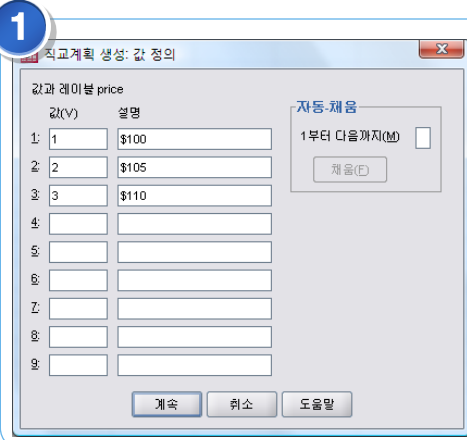 1
직교계획 생성: 값 정의
값과 레이블 price
값(V) 설명
1: 1 $100
2: 2 $105
3: 3 $110
4:
5:
6:
7:
8:
9:
자동-채움
1부터 다음까지(M)
채움(F)
계속 취소 도움말